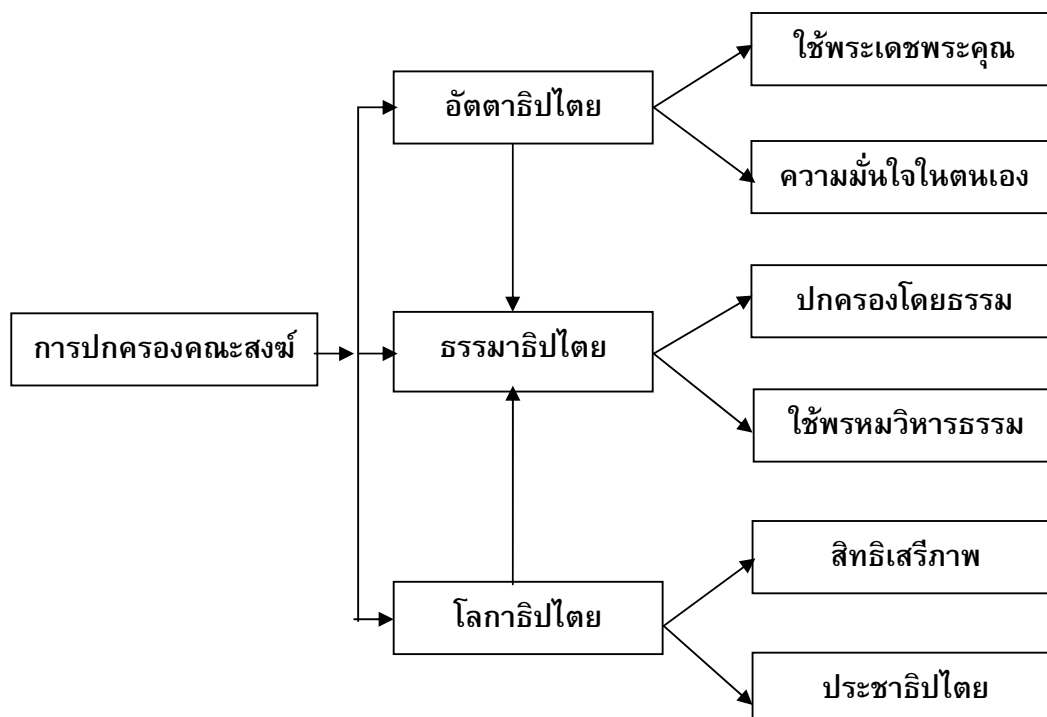 ใช้พระเดชพระคุณ
อัตตาธิปไตย
ความมั่นใจในตนเอง
ปกครองโดยธรรม
การปกครองคณะสงฆ์
ธรรมาธิปไตย
ใช้พรหมวิหารธรรม
สิทธิเสรีภาพ
โลกาธิปไตย
ประชาธิปไตย